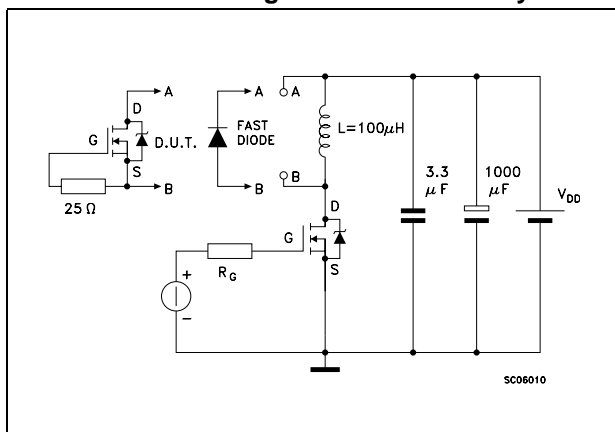 A
A
A
D
G
D.U.T.
FAST
DIODE
L=100μH
S
B
B
B
25 Ω
3.3
μF
1000
μF
VDD
D
G
S
RG
+
−
SC06010